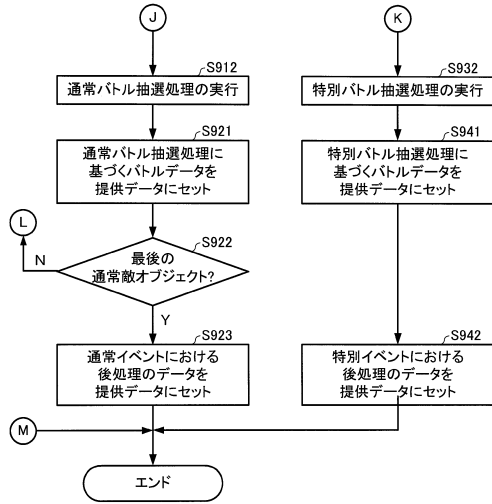 J
K
S912
通常バトル抽選処理の実行
S932
特別バトル抽選処理の実行
S921
通常バトル抽選処理に
基づくバトルデータを
提供データにセット
S941
特別バトル抽選処理に
基づくバトルデータを
提供データにセット
L
N
S922
最後の
通常敵オブジェクト?
Y
S923
通常イベントにおける
後処理のデータを
提供データにセット
S942
特別イベントにおける
後処理のデータを
提供データにセット
M
エンド